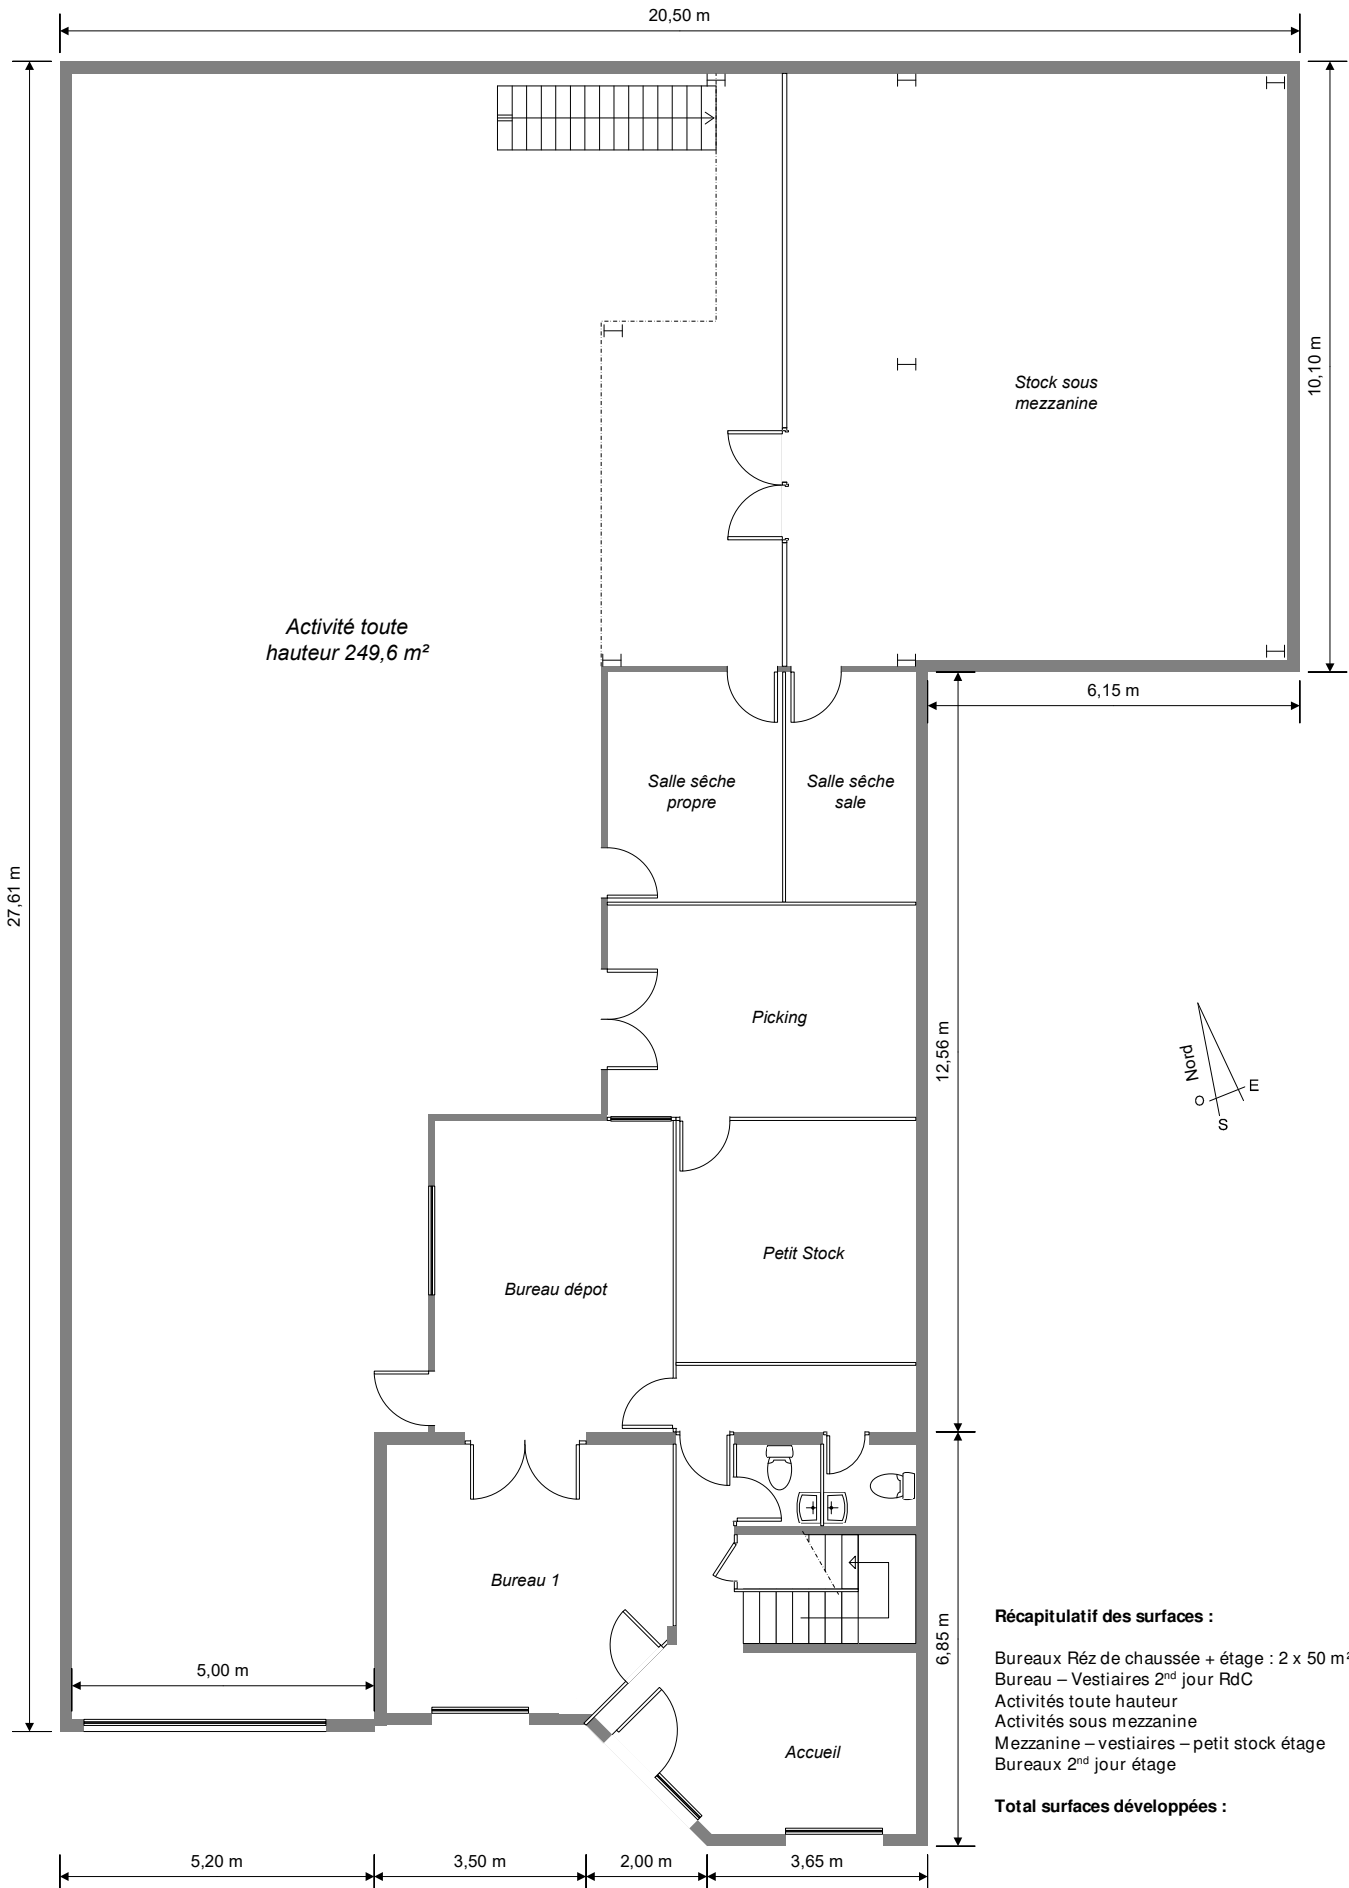 20,50 m
10,10 m
Stock sous
mezzanine
Activité toute
hauteur 249,6 m²
6,15 m
Salle sêche
propre
Salle sêche
sale
27,61 m
Picking
12,56 m
Nord
E
O
S
Petit Stock
Bureau dépot
Bureau 1
6,85 m
Récapitulatif des surfaces :
Bureaux Réz de chaussée + étage : 2 x 50 m²
Bureau – Vestiaires 2nd jour RdC
Activités toute hauteur
Activités sous mezzanine
Mezzanine – vestiaires – petit stock étage
Bureaux 2nd jour étage
Total surfaces développées :
5,00 m
Accueil
5,20 m
3,50 m
2,00 m
3,65 m